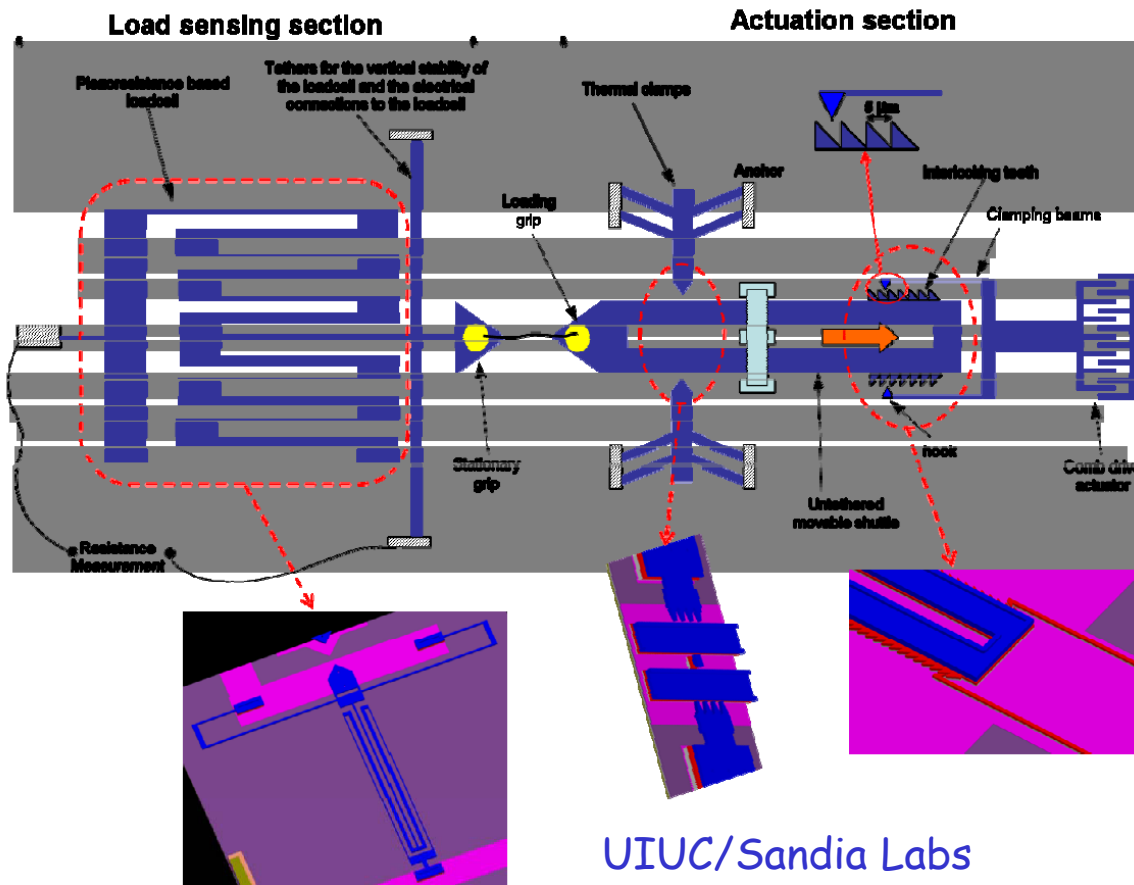 Load sensing section
Actuation section
Piezoresistance based
loadcell
Tethers for the vertical stability of
the loadcell and the electrical
connections to the loadcell
Thermal clamps
5 μm
Anchor
Interlocking teeth
Clamping beams
Loading
grip
Stationary
grip
hook
Comb drive
actuator
Untethered
movable shuttle
Resistance
Measurement
UIUC/Sandia Labs